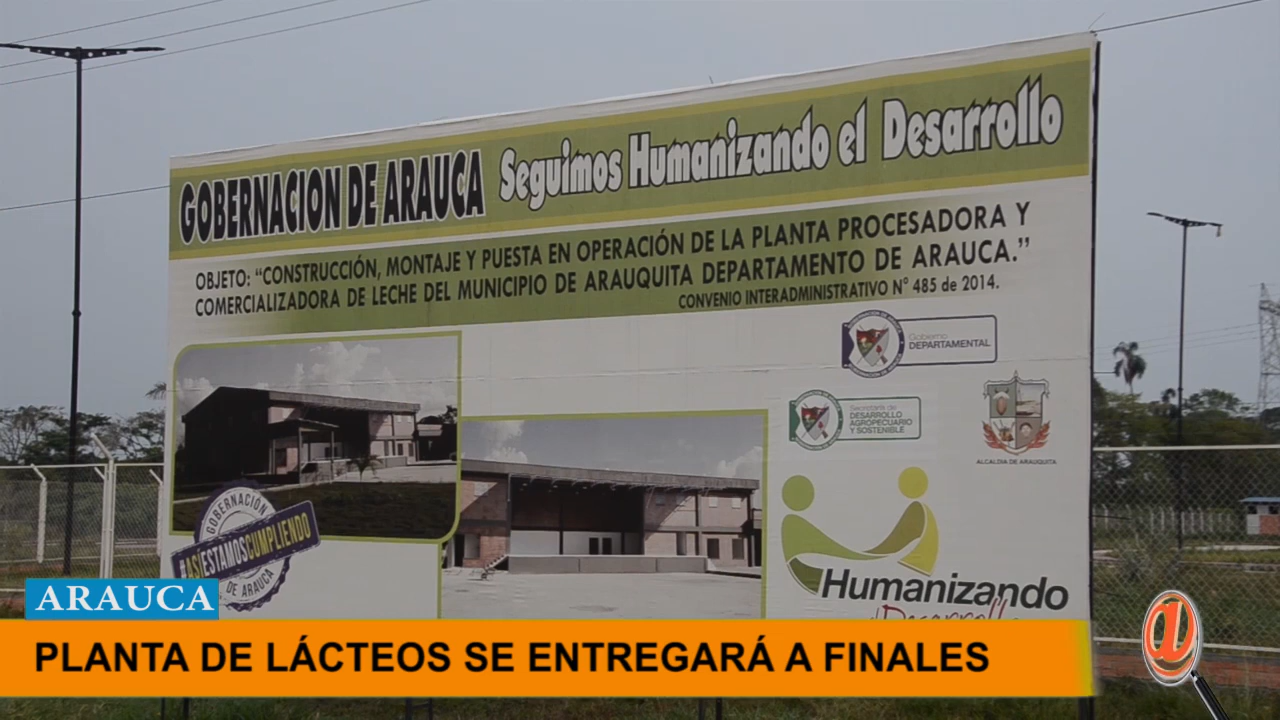 GOBERNACION DE ARAUCA Seguimos Humanizando el Desarrollo
OBJETO: “CONSTRUCCIÓN, MONTAJE Y PUESTA EN OPERACIÓN DE LA PLANTA PROCESADORA Y
COMERCIALIZADORA DE LECHE DEL MUNICIPIO DE ARAUQUITA DEPARTAMENTO DE ARAUCA.”
CONVENIO INTERADMINISTRATIVO N° 485 de 2014.
Gobierno
DEPARTAMENTAL
Secretaría de
DESARROLLO
AGROPECUARIO
Y SOSTENIBLE
ALCALDIA DE ARAUQUITA
GOBERNACIÓN
#ASÍESTAMOSCUMPLIENDO
DE ARAUCA
Humanizando
el Desarrollo
ARAUCA
PLANTA DE LÁCTEOS SE ENTREGARÁ A FINALES
@